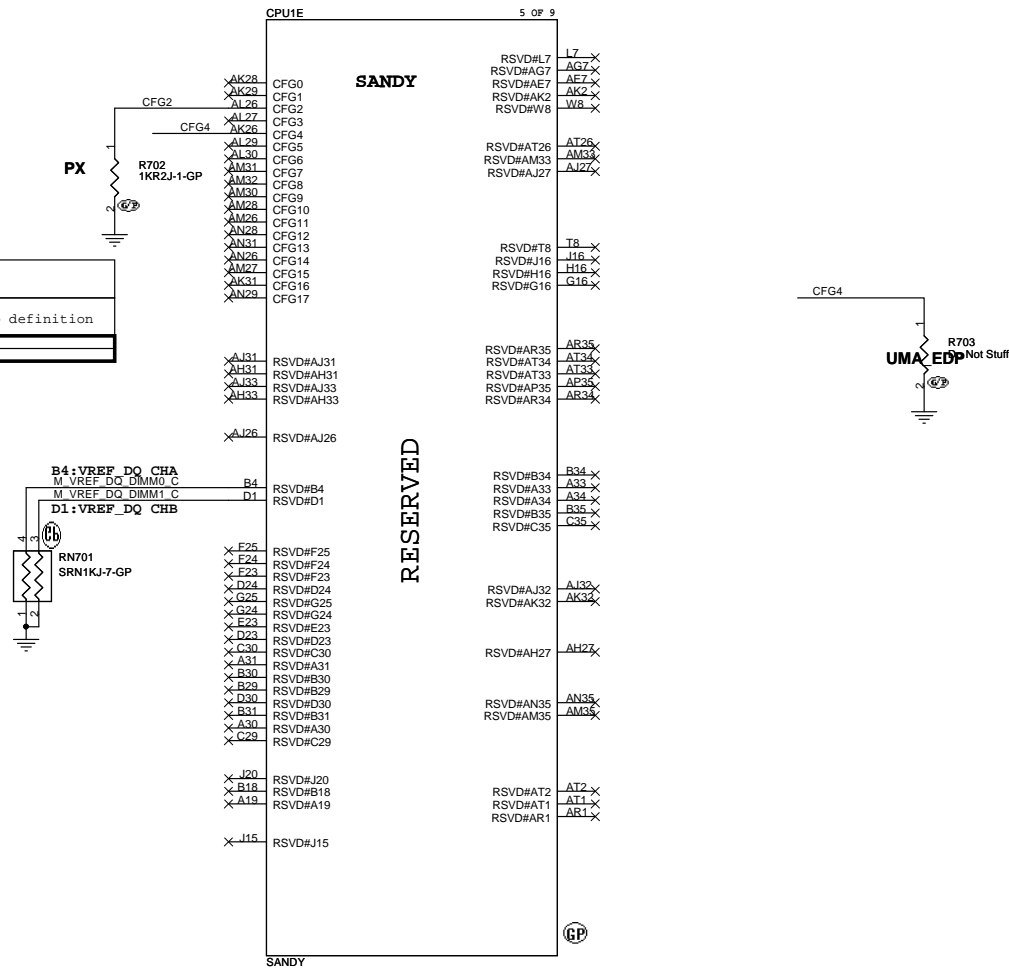 CPU1E
5 OF 9
SANDY
RESERVED
AK28 CFG0
AK29 CFG1
CFG2 AL26 CFG2
AL27 CFG3
CFG4 AK26 CFG4
AL29 CFG5
AL30 CFG6
AM31 CFG7
AM32 CFG8
AM30 CFG9
AM28 CFG10
AM26 CFG11
AN28 CFG12
AN31 CFG13
AN26 CFG14
AM27 CFG15
AK31 CFG16
AN29 CFG17
PX
1
R702
1KR2J-1-GP
2
G/P
definition
AJ31 RSVD#AJ31
AH31 RSVD#AH31
AJ33 RSVD#AJ33
AH33 RSVD#AH33
AJ26 RSVD#AJ26
B4:VREF_DQ CHA
M_VREF_DQ_DIMM0_C B4 RSVD#B4
M_VREF_DQ_DIMM1_C D1 RSVD#D1
D1:VREF_DQ CHB
4 3
RN701
SRN1KJ-7-GP
1 2
F25 RSVD#F25
F24 RSVD#F24
F23 RSVD#F23
D24 RSVD#D24
G25 RSVD#G25
G24 RSVD#G24
E23 RSVD#E23
D23 RSVD#D23
C30 RSVD#C30
A31 RSVD#A31
B30 RSVD#B30
B29 RSVD#B29
D30 RSVD#D30
B31 RSVD#B31
A30 RSVD#A30
C29 RSVD#C29
J20 RSVD#J20
B18 RSVD#B18
A19 RSVD#A19
J15 RSVD#J15
RSVD#L7 L7
RSVD#AG7 AG7
RSVD#AE7 AE7
RSVD#AK2 AK2
RSVD#W8 W8
RSVD#AT26 AT26
RSVD#AM33 AM33
RSVD#AJ27 AJ27
RSVD#T8 T8
RSVD#J16 J16
RSVD#H16 H16
RSVD#G16 G16
RSVD#AR35 AR35
RSVD#AT34 AT34
RSVD#AT33 AT33
RSVD#AP35 AP35
RSVD#AR34 AR34
RSVD#B34 B34
RSVD#A33 A33
RSVD#A34 A34
RSVD#B35 B35
RSVD#C35 C35
RSVD#AJ32 AJ32
RSVD#AK32 AK32
RSVD#AH27 AH27
RSVD#AN35 AN35
RSVD#AM35 AM35
RSVD#AT2 AT2
RSVD#AT1 AT1
RSVD#AR1 AR1
GP
SANDY
CFG4
1
R703
Do Not Stuff
UMA_EDP
2
G/P